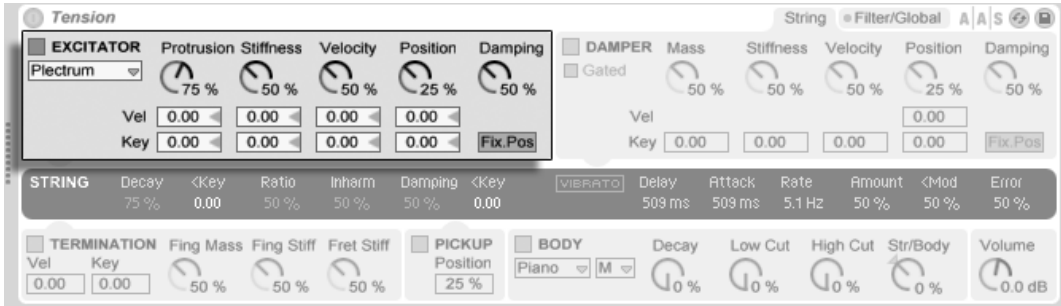 Tension String Filter/Global A A S
EXCITATOR Protrusion Stiffness Velocity Position Damping
Plectrum 75 % 50 % 50 % 25 % 50 %
Vel 0.00 0.00 0.00 0.00
Key 0.00 0.00 0.00 0.00 Fix.Pos
DAMPER Mass Stiffness Velocity Position Damping
Gated 50 % 50 % 50 % 25 % 50 %
Vel 0.00
Key 0.00 0.00 0.00 0.00 Fix.Pos
STRING Decay <Key Ratio Inharm Damping <Key VIBRATO Delay Attack Rate Amount <Mod Error
75 % 0.00 50 % 50 % 50 % 0.00 509 ms 509 ms 5.1 Hz 50 % 50 % 50 %
TERMINATION Fing Mass Fing Stiff Fret Stiff
Vel Key
0.00 0.00 50 % 50 % 50 %
PICKUP
Position
25 %
BODY Decay Low Cut High Cut Str/Body
Piano M 0 % 0 % 0 % 0 %
Volume
0.0 dB